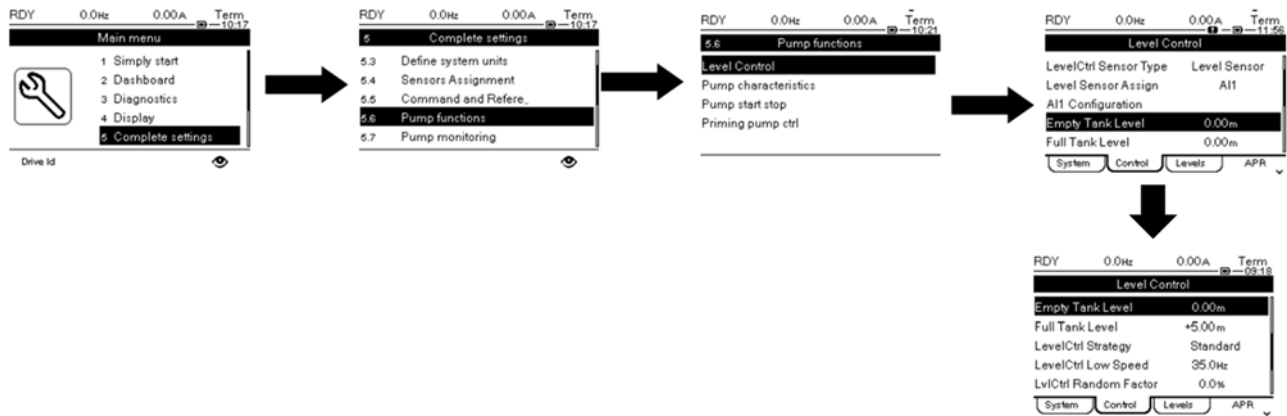 RDY 0.0Hz 0.00A Term
10:17
Main menu
1 Simply start
2 Dashboard
3 Diagnostics
4 Display
5 Complete settings
Drive Id
RDY 0.0Hz 0.00A Term
10:17
5 Complete settings
5.3 Define system units
5.4 Sensors Assignment
5.5 Command and Refere_
5.6 Pump functions
5.7 Pump monitoring
RDY 0.0Hz 0.00A Term
10:21
5.6 Pump functions
Level Control
Pump characteristics
Pump start stop
Priming pump ctrl
RDY 0.0Hz 0.00A Term
11:56
Level Control
LevelCtrl Sensor Type Level Sensor
Level Sensor Assign AI1
AI1 Configuration
Empty Tank Level 0.00m
Full Tank Level 0.00m
System Control Levels APR
RDY 0.0Hz 0.00A Term
09:18
Level Control
Empty Tank Level 0.00m
Full Tank Level +5.00m
LevelCtrl Strategy Standard
LevelCtrl Low Speed 35.0Hz
LvlCtrl Random Factor 0.0%
System Control Levels APR